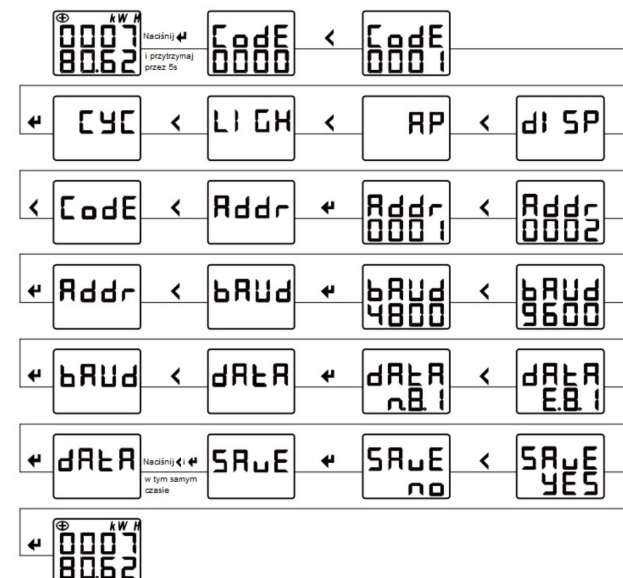 kW H
0007
80.62
Naciśnij ↵
i przytrzymaj
przez 5s
CodE
0000
<
CodE
0001
↵
CYC
<
LIGH
<
AP
<
dISP
<
CodE
<
Addr
↵
Addr
0001
<
Addr
0002
↵
Addr
<
bAUd
↵
bAUd
4800
<
bAUd
9600
↵
bAUd
<
dAtA
↵
dAtA
n.8.1
<
dAtA
E.8.1
↵
dAtA
Naciśnij < i ↵
w tym samym
czasie
SAvE
↵
SAvE
no
<
SAvE
YES
↵
kW H
0007
80.62